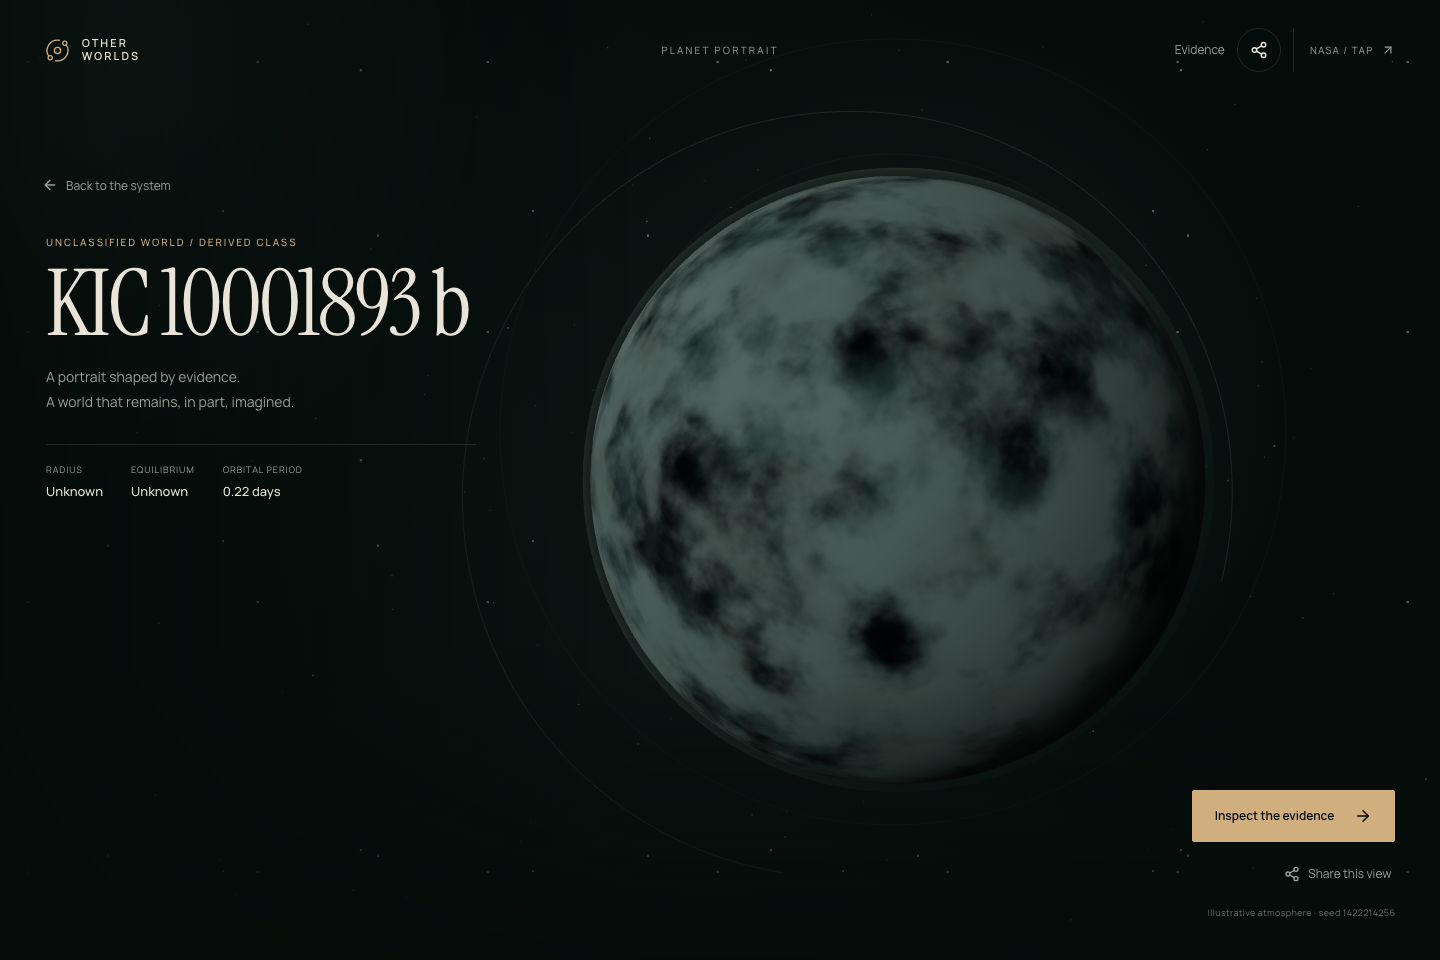 OTHER
WORLDS
PLANET PORTRAIT
Evidence
NASA / TAP
Back to the system
UNCLASSIFIED WORLD / DERIVED CLASS
KIC 10001893 b
A portrait shaped by evidence.
A world that remains, in part, imagined.
RADIUS EQUILIBRIUM ORBITAL PERIOD
Unknown Unknown 0.22 days
Inspect the evidence
Share this view
Illustrative atmosphere · seed 1422214256